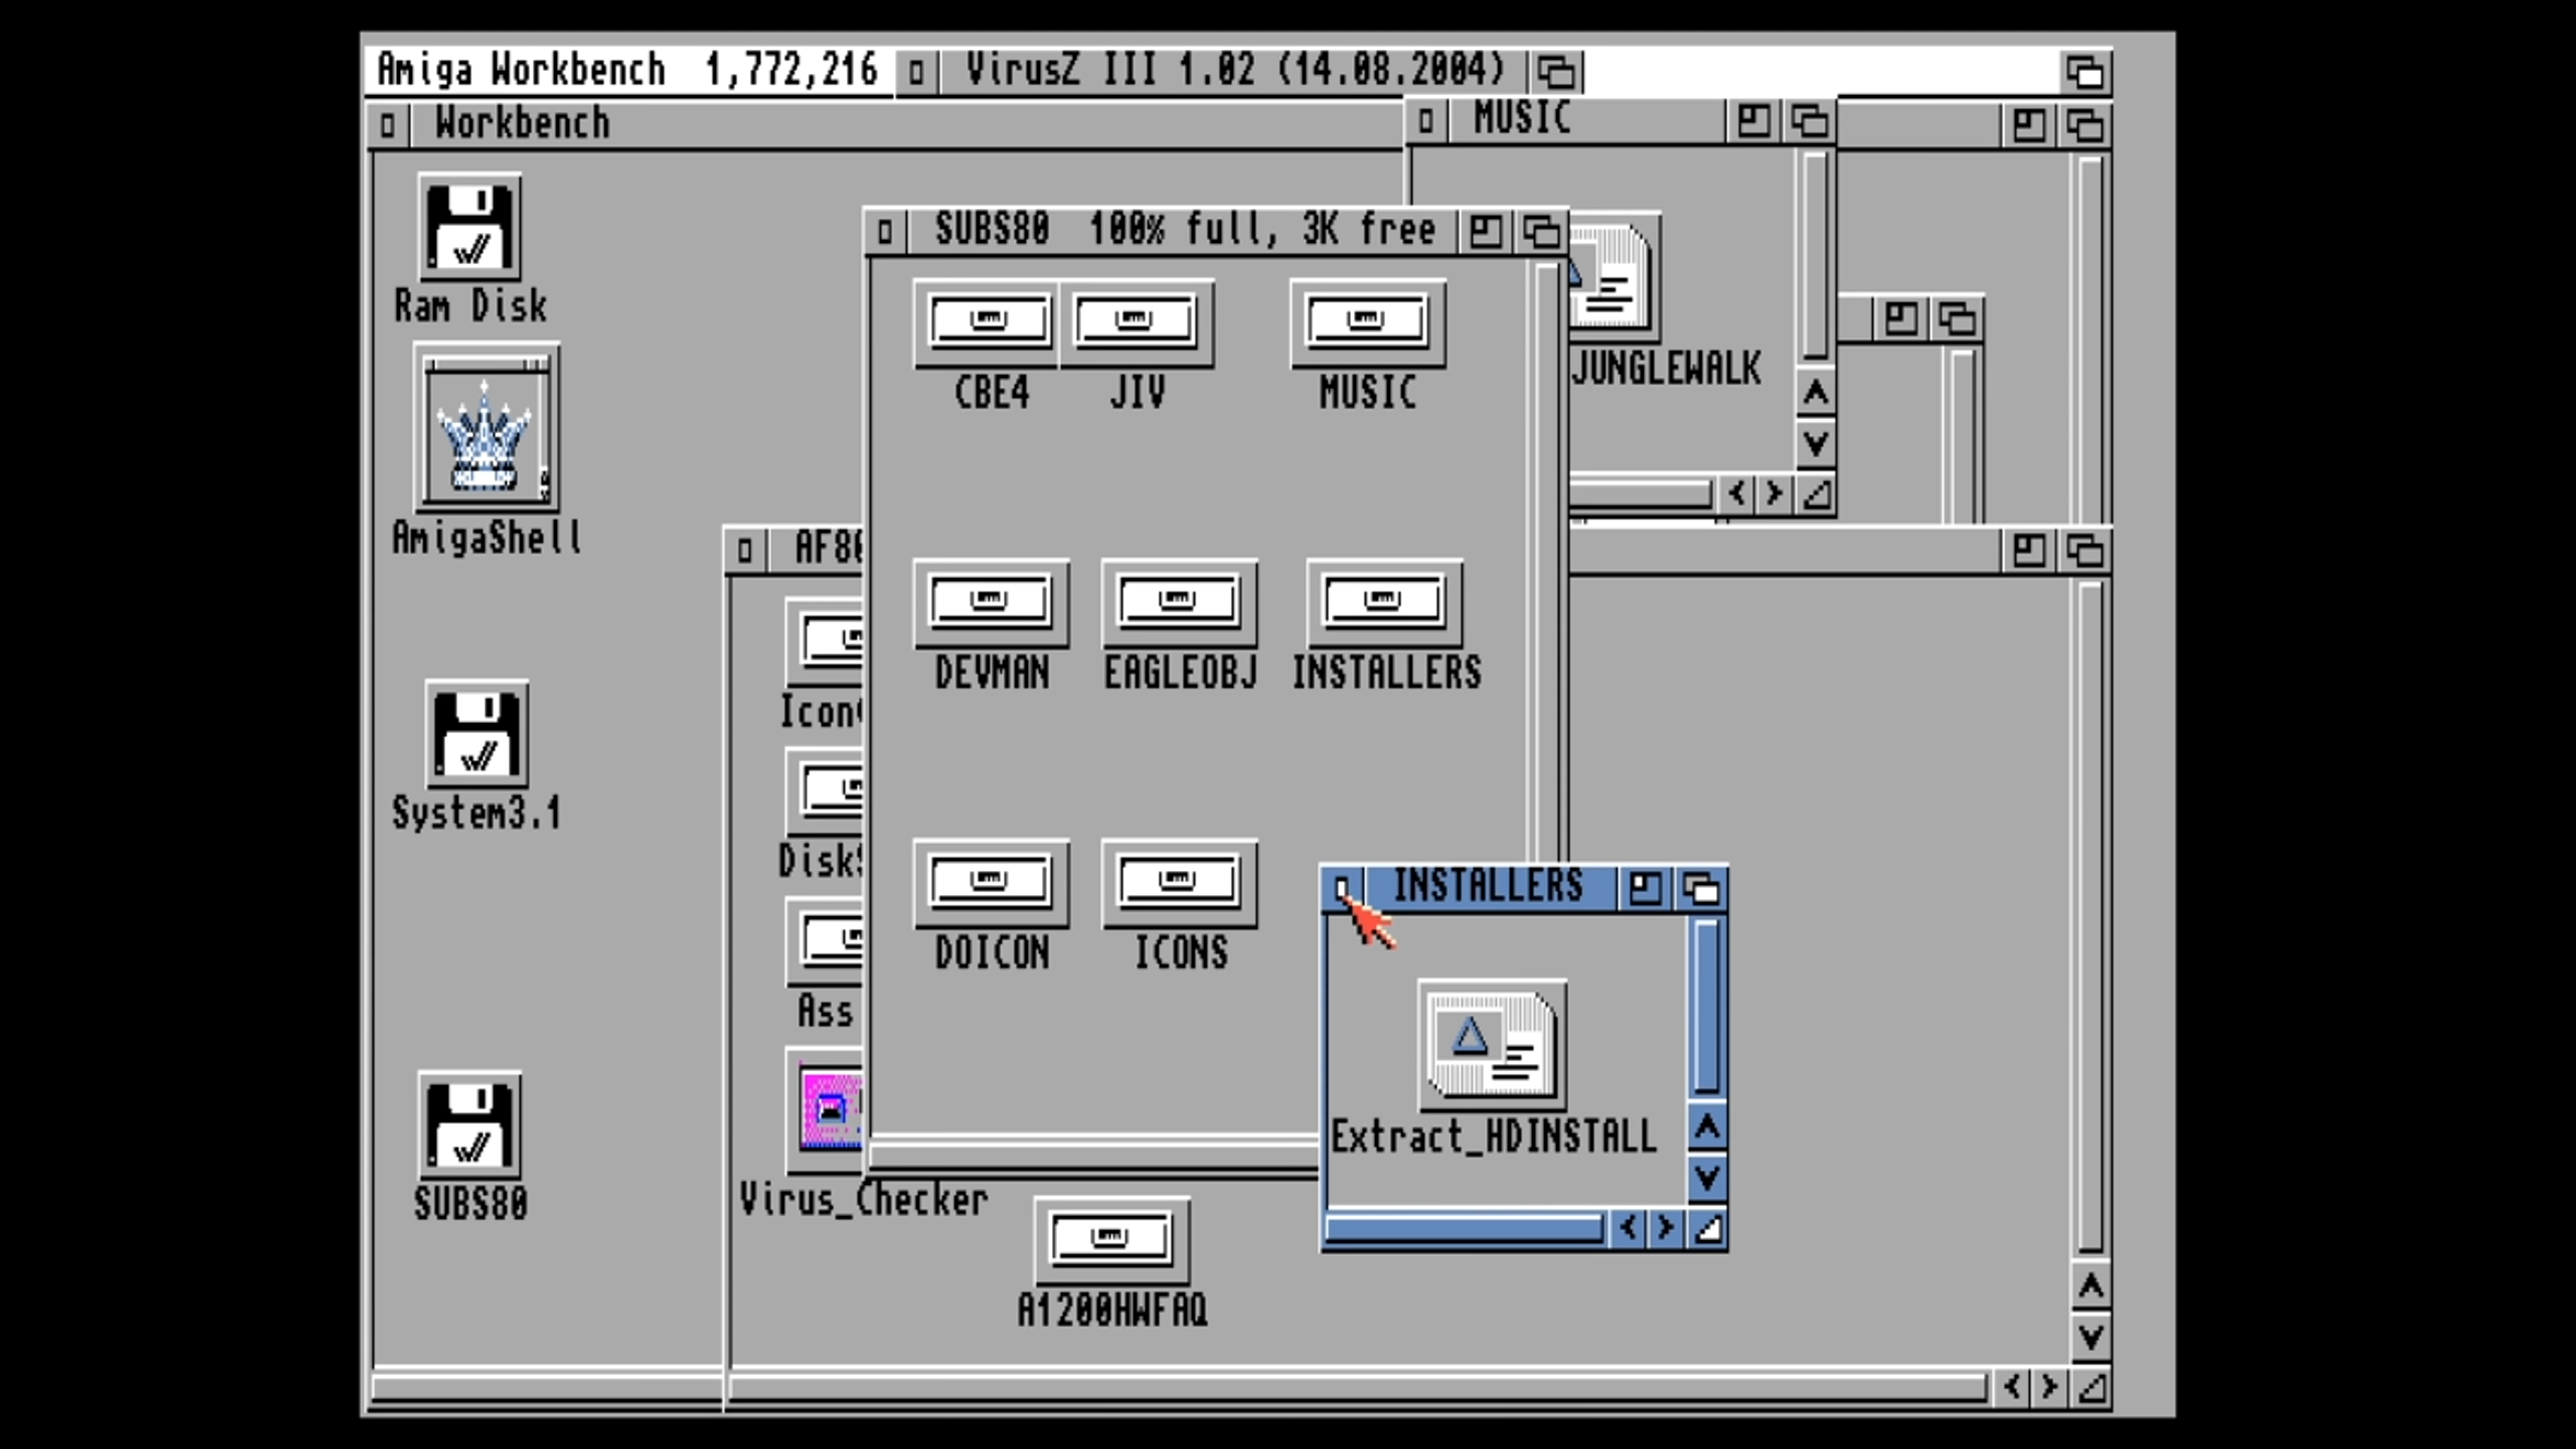 Amiga Workbench 1,772,216
VirusZ III 1.02 (14.08.2004)
Workbench
MUSIC
Ram Disk
SUBS80 100% full, 3K free
CBE4
JIV
MUSIC
JUNGLEWALK
AmigaShell
DEVMAN
EAGLEOBJ
INSTALLERS
System3.1
DOICON
ICONS
INSTALLERS
Ass
Extract_HDINSTALL
SUBS80
Virus_Checker
A1200HWFAQ